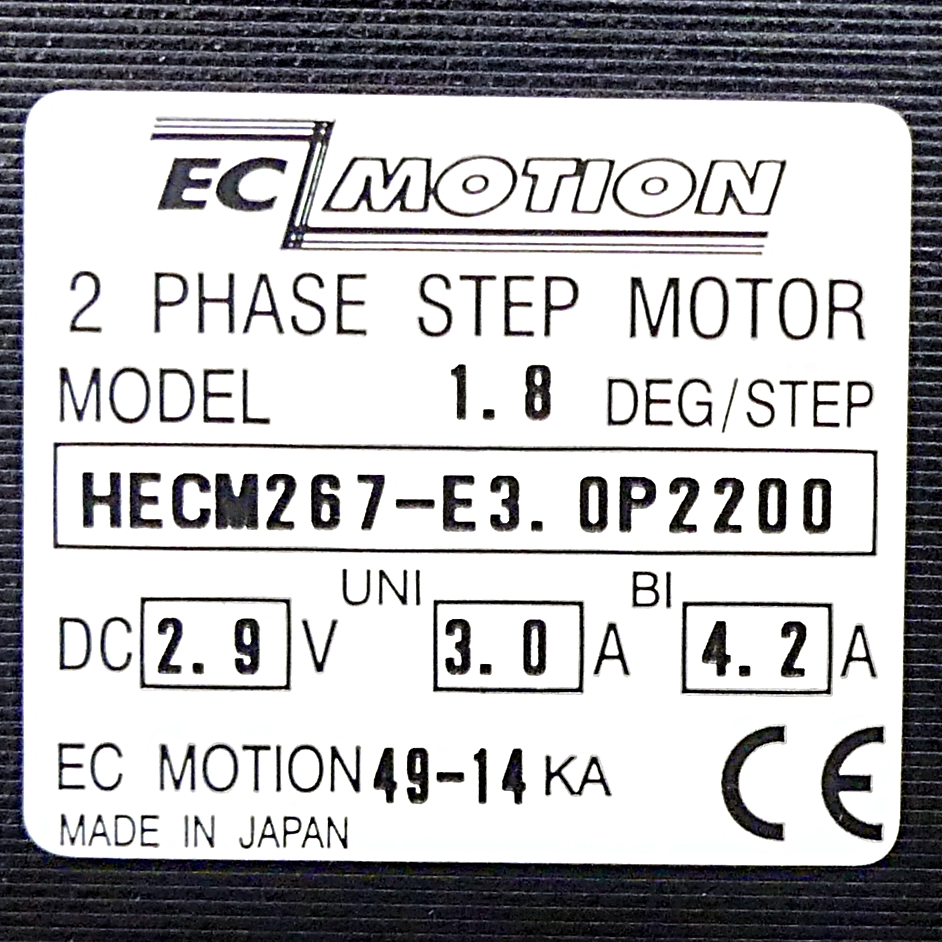 EC MOTION
2 PHASE STEP MOTOR
MODEL 1.8 DEG/STEP
HECM267-E3.0P2200
DC 2.9 V UNI 3.0 A BI 4.2 A
EC MOTION 49-14 KA
MADE IN JAPAN
CE